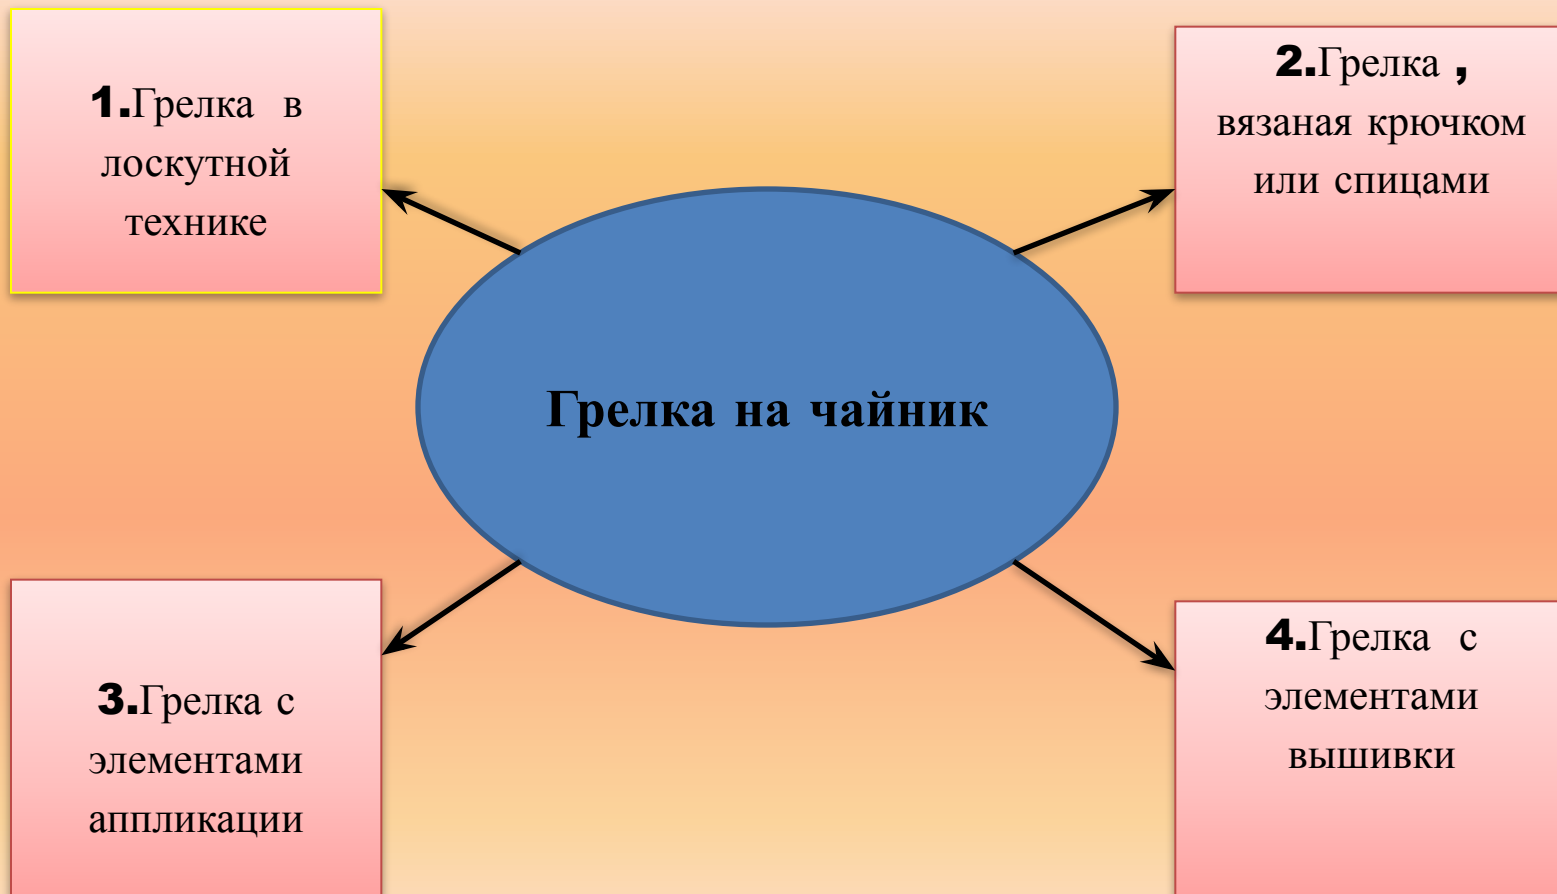 1.Грелка в
лоскутной
технике
2.Грелка ,
вязаная крючком
или спицами
Грелка на чайник
3.Грелка с
элементами
аппликации
4.Грелка с
элементами
вышивки